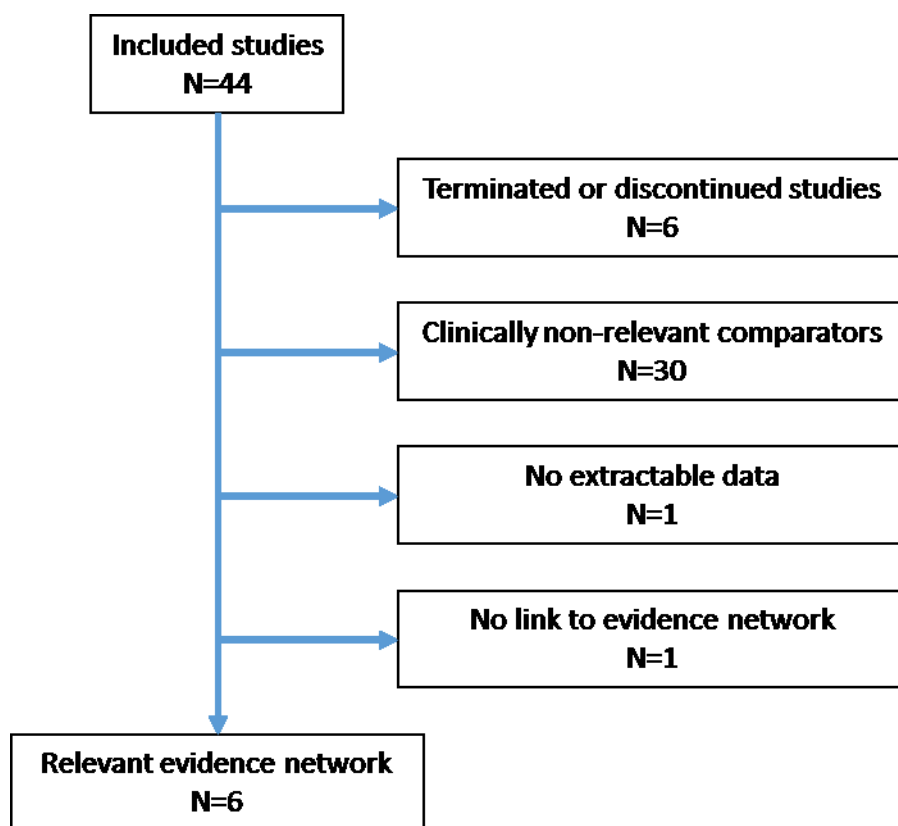 Included studies
N=44
Terminated or discontinued studies
N=6
Clinically non-relevant comparators
N=30
No extractable data
N=1
No link to evidence network
N=1
Relevant evidence network
N=6